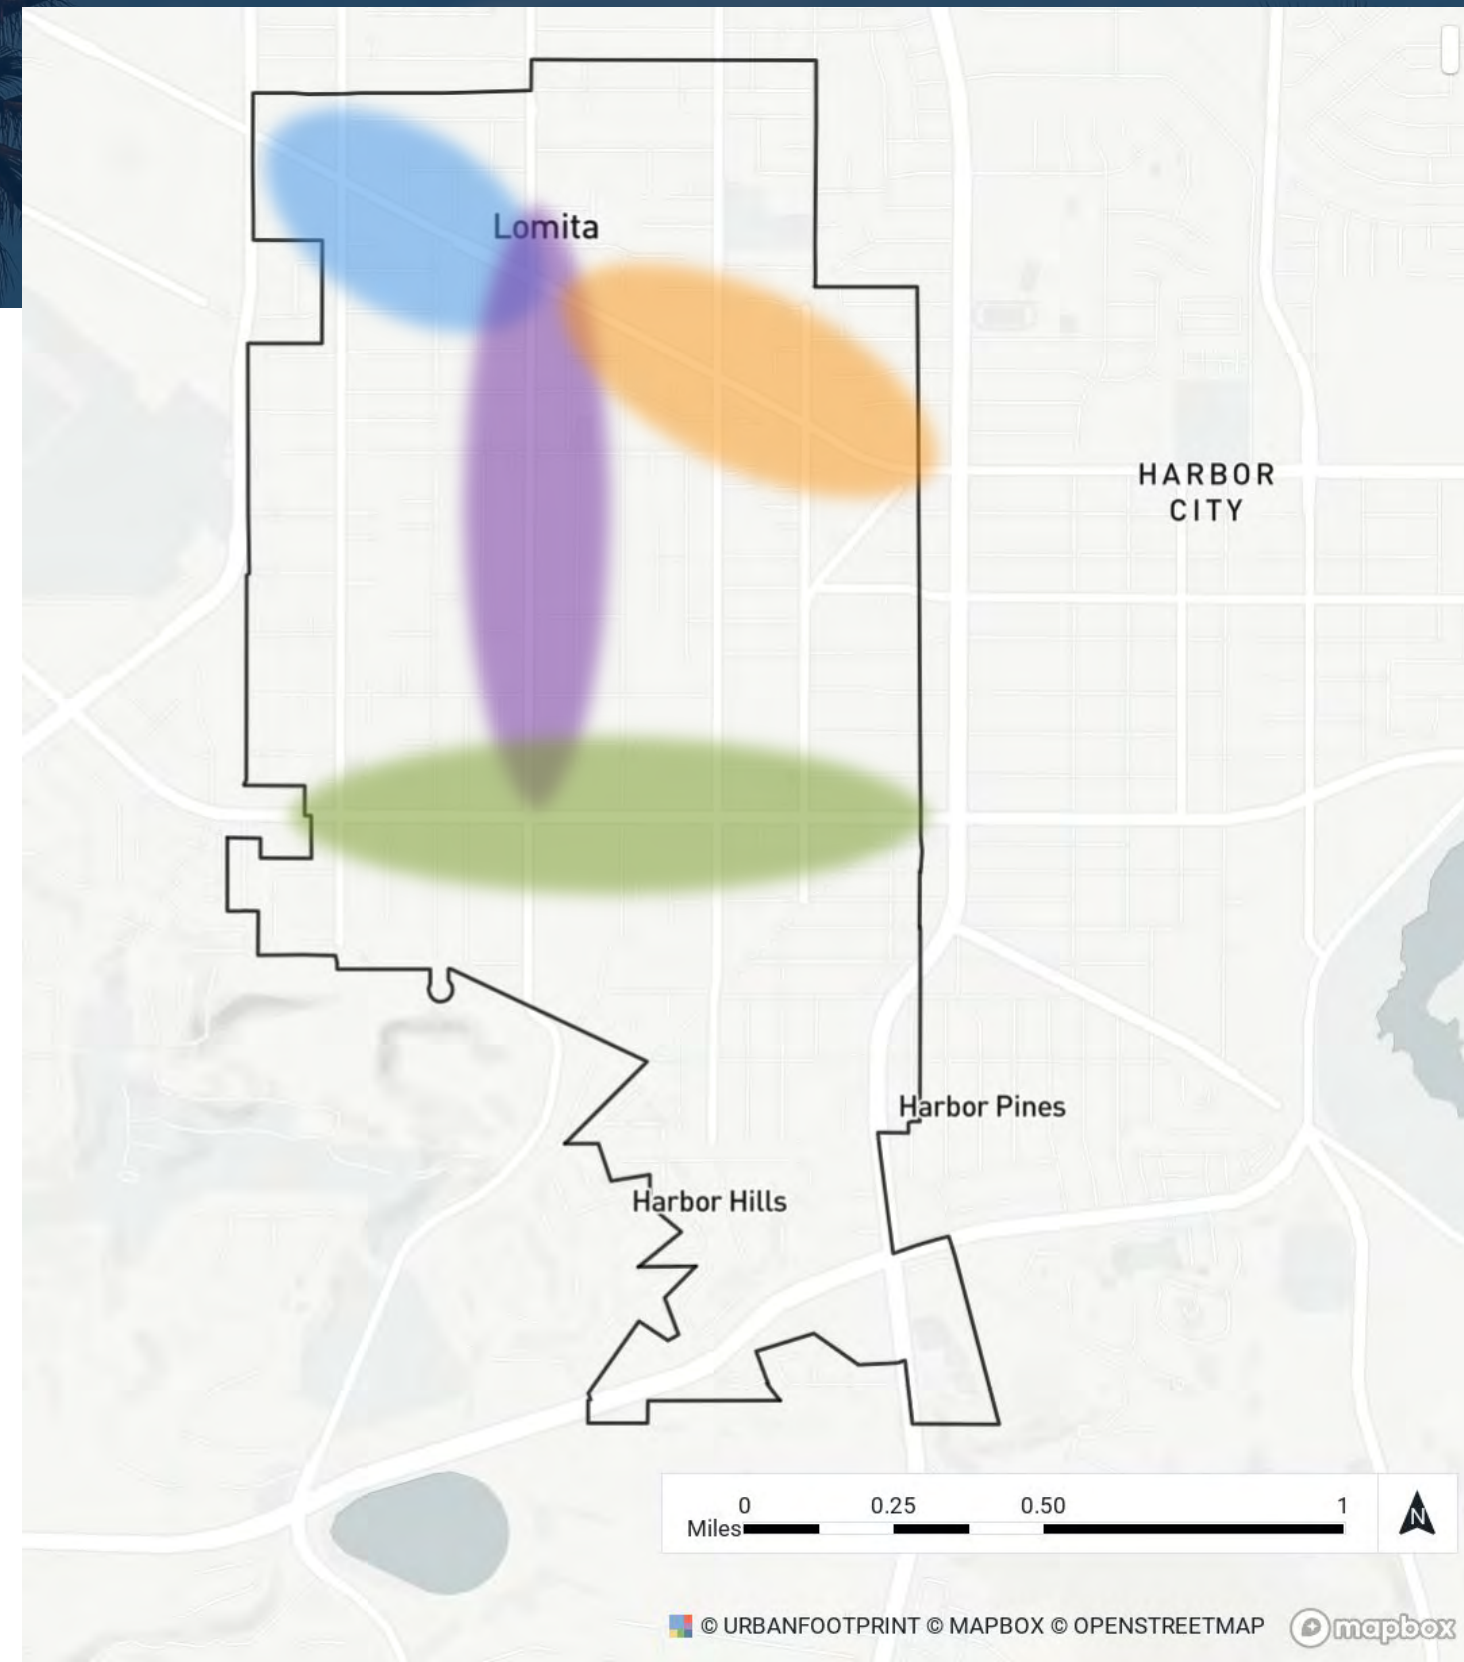 Lomita
HARBOR
CITY
Harbor Pines
Harbor Hills
0 0.25 0.50 1
Miles
N
© URBANFOOTPRINT © MAPBOX © OPENSTREETMAP
mapbox